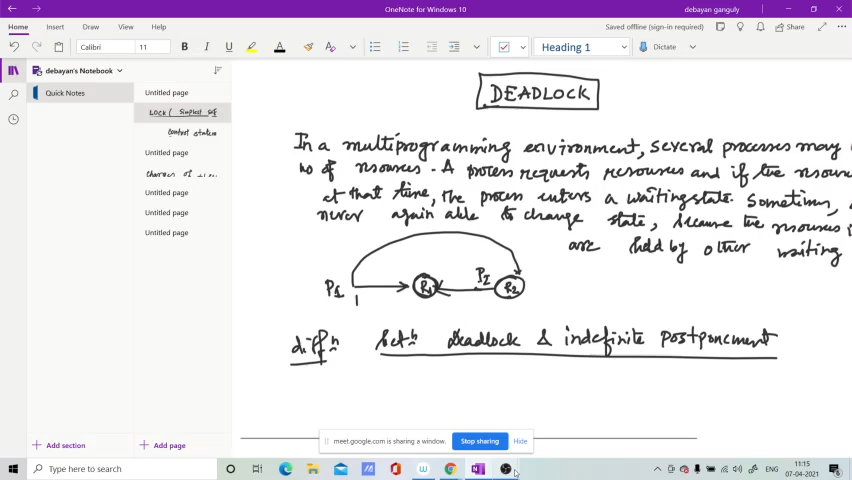 OneNote for Windows 10
debayan ganguly
Home Insert Draw View Help
Saved offline (sign-in required)
Share
Calibri 11 B I U A Heading 1 Dictate
debayan's Notebook
Quick Notes
Untitled page
LOCK ( Simplest
Control states
Untitled page
Untitled page
Untitled page
Untitled page
Add section
Add page
DEADLOCK
In a multiprogramming environment, several processes may
no of resources. A process requests resources and if the
at that time, the process enters a waiting state. Sometimes,
never again able to change state, because the resources
are held by other waiting
P1 R1 P2 R2
diffn betn Deadlock & indefinite postponement
meet.google.com is sharing a window.
Stop sharing
Hide
Type here to search
ENG
11:15
07-04-2021
6